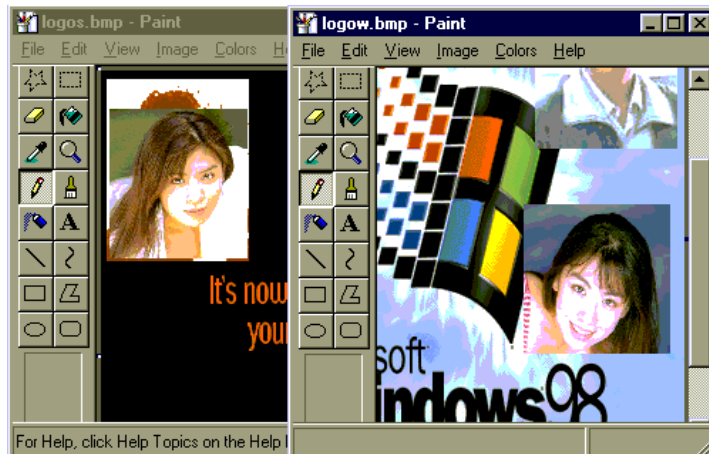 logos.bmp - Paint
File Edit View Image Colors
It's now
your
For Help, click Help Topics on the Help
logow.bmp - Paint
File Edit View Image Colors Help
A
A
soft
indows98